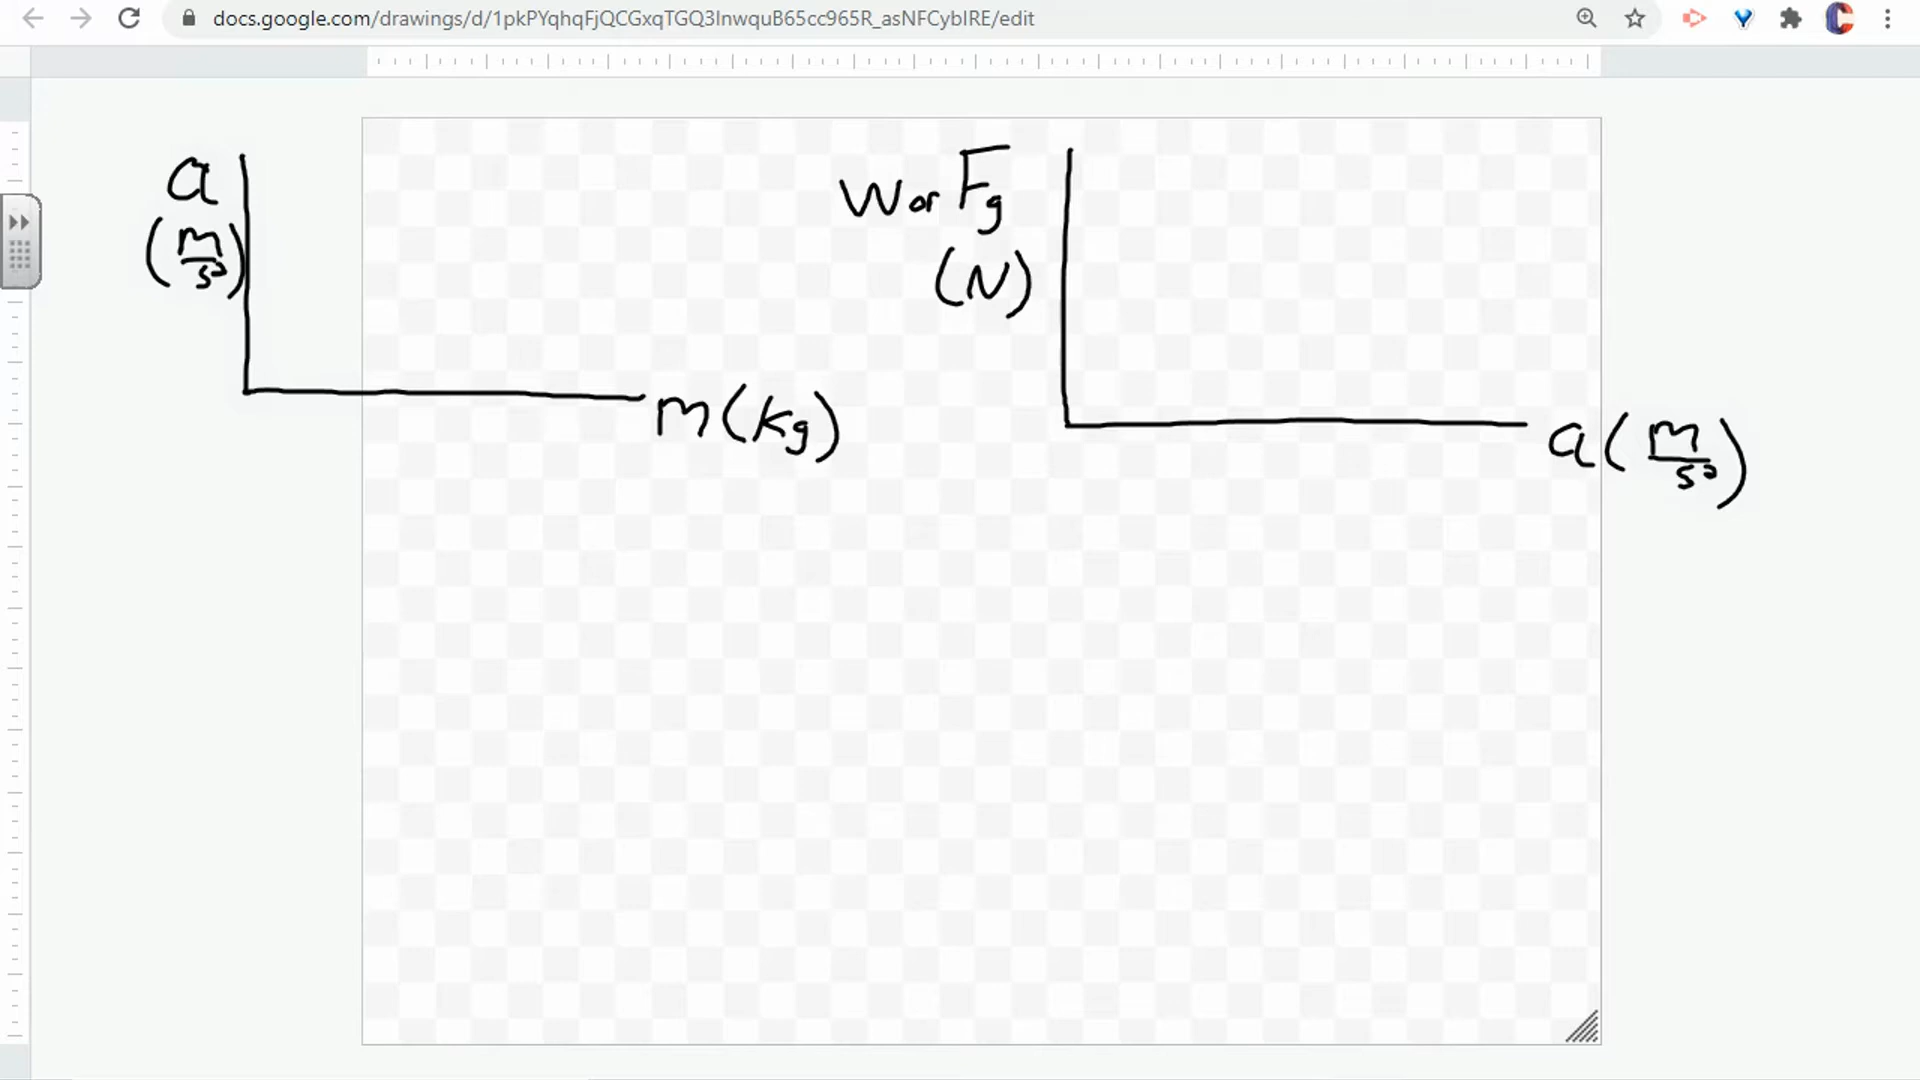 docs.google.com/drawings/d/1pkPYqhqFjQCGxqTGQ3lnwquB65cc965R_asNFCybIRE/edit
a
(m/s²)
m(kg)
W or Fg
(N)
a(m/s²)